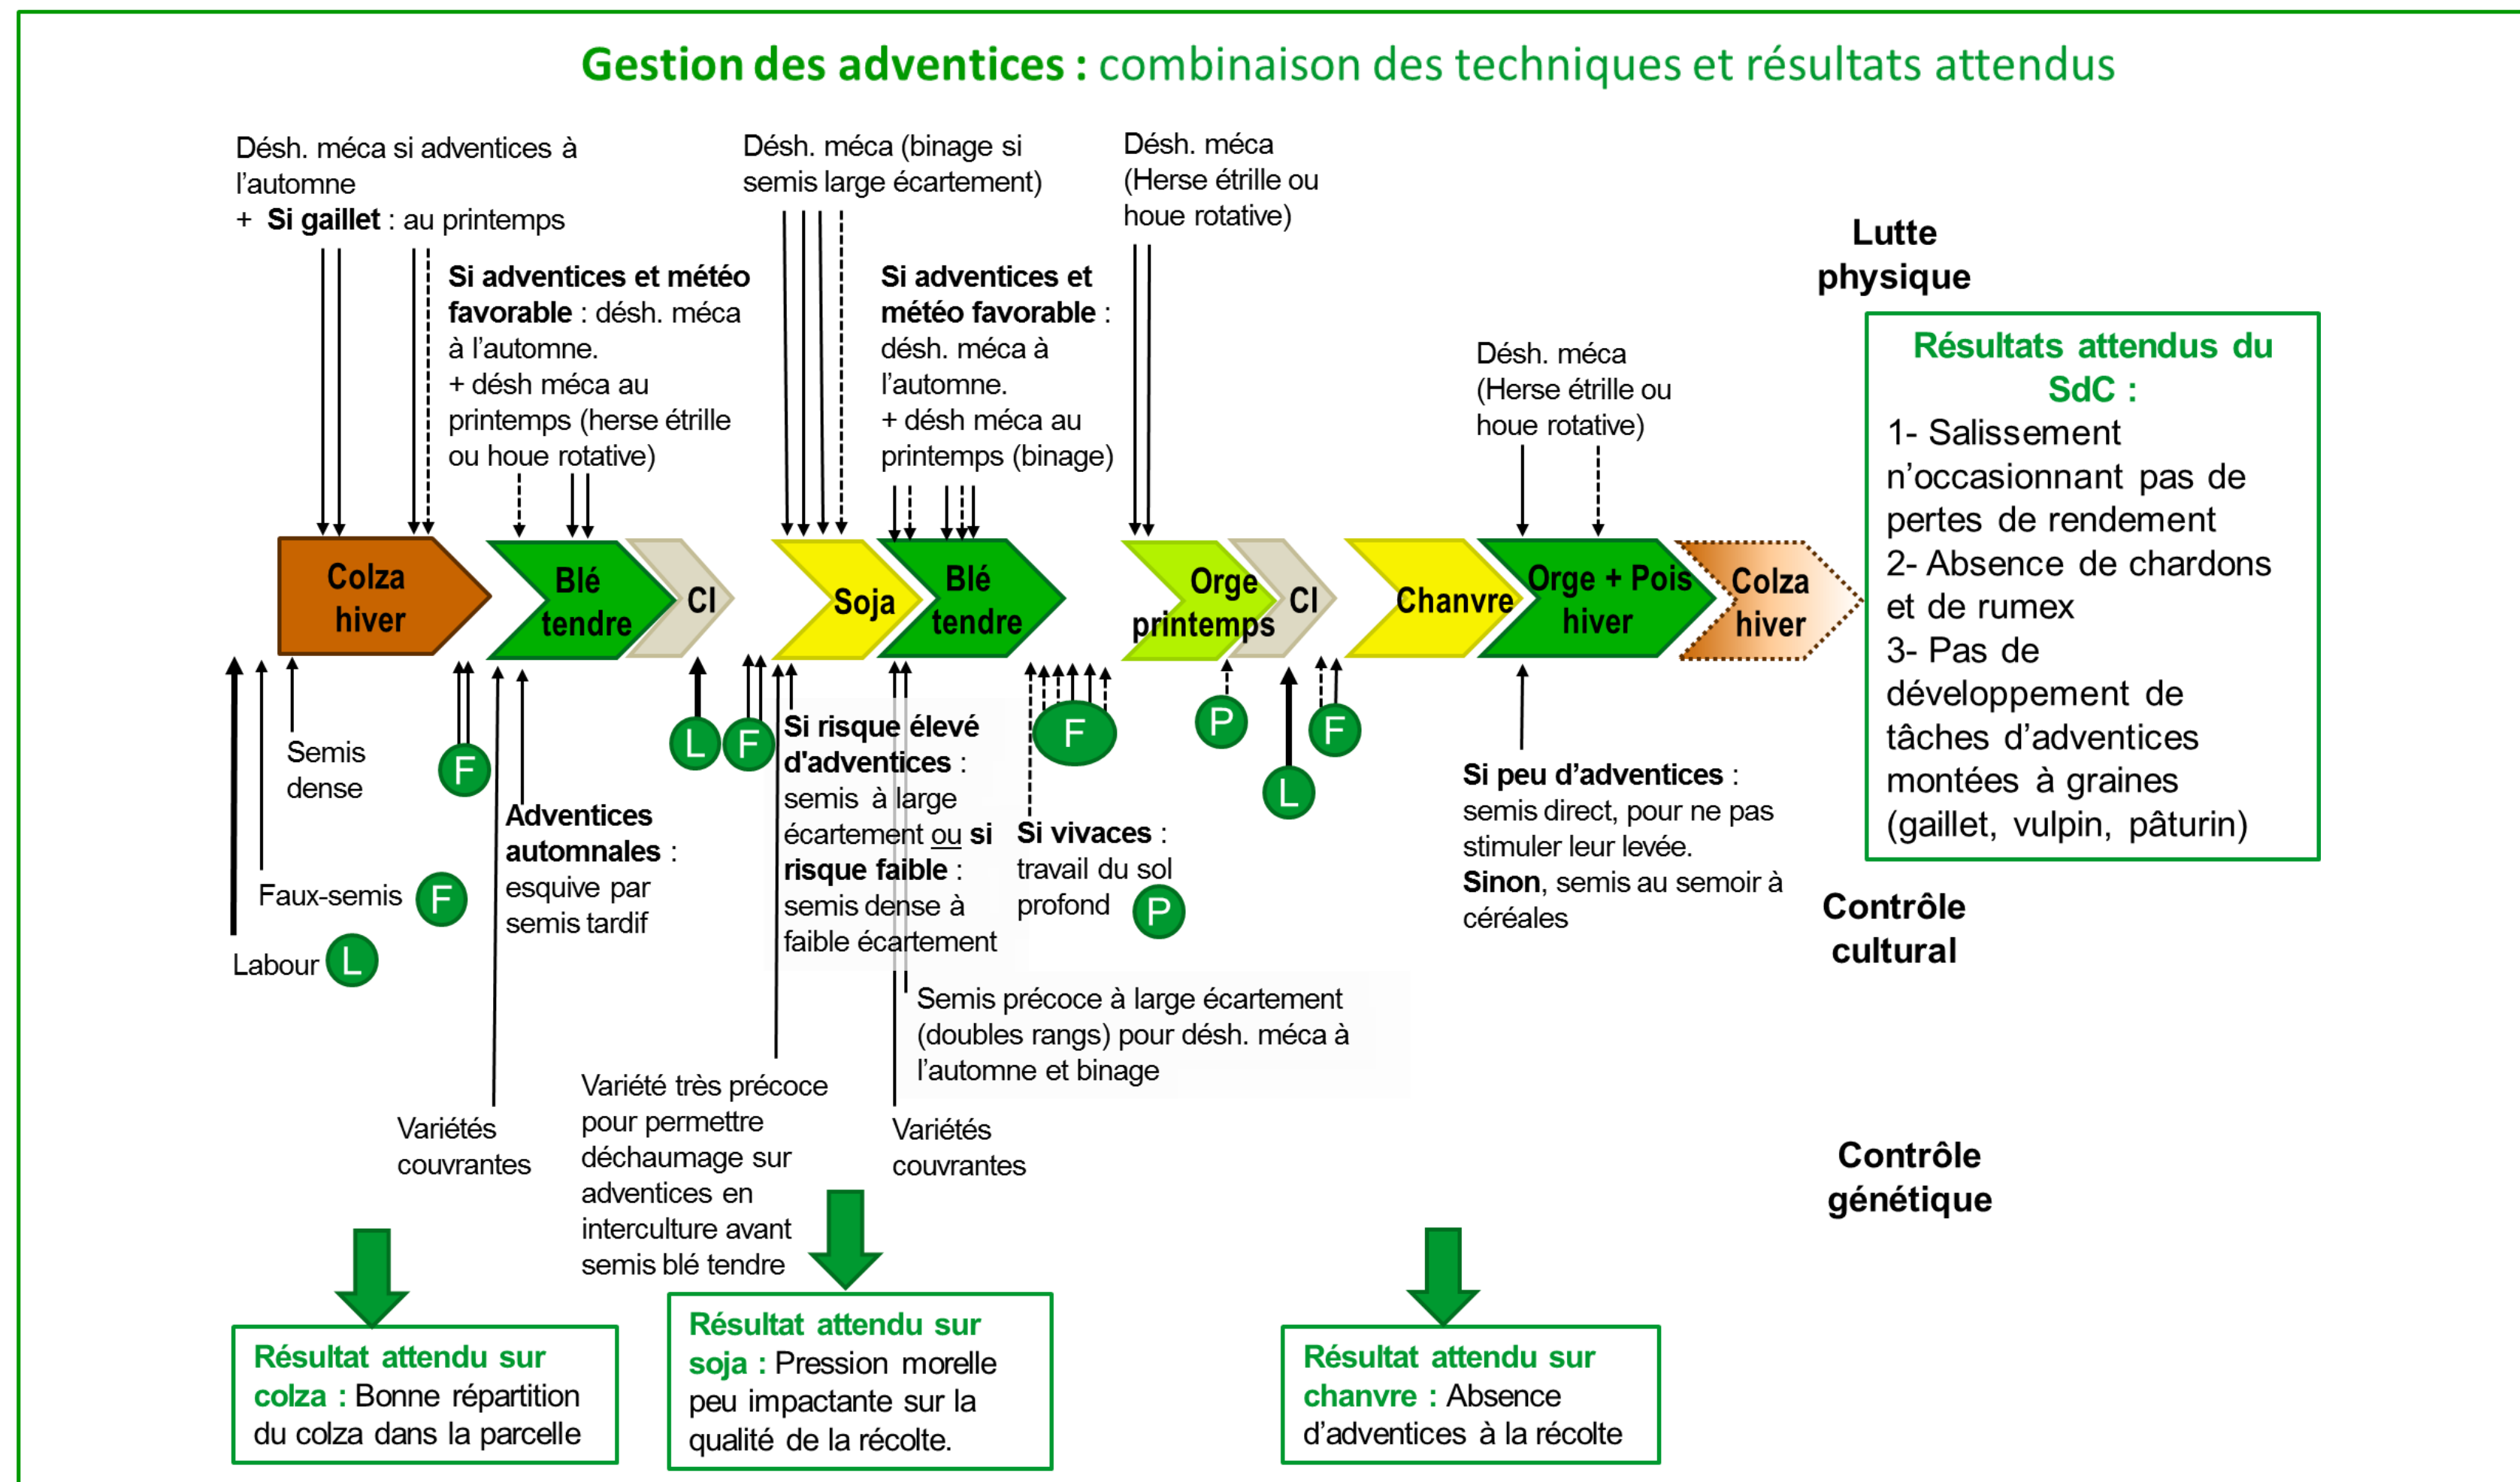 Gestion des adventices : combinaison des techniques et résultats attendus
Désh. méca si adventices à
l’automne
+ Si gaillet : au printemps
Si adventices et météo
favorable : désh. méca
à l’automne.
+ désh méca au
printemps (herse étrille
ou houe rotative)
Désh. méca (binage si
semis large écartement)
Si adventices et
météo favorable :
désh. méca à
l’automne.
+ désh méca au
printemps (binage)
Désh. méca
(Herse étrille ou
houe rotative)
Désh. méca
(Herse étrille ou
houe rotative)
Lutte
physique
Résultats attendus du
SdC :
1- Salissement
n’occasionnant pas de
pertes de rendement
2- Absence de chardons
et de rumex
3- Pas de
développement de
tâches d’adventices
montées à graines
(gaillet, vulpin, pâturin)
Colza
hiver
Blé
tendre
CI
Soja
Blé
tendre
Orge
printemps
CI
Chanvre
Orge + Pois
hiver
Colza
hiver
Semis
dense
Faux-semis F
Labour L
F
Adventices
automnales :
esquive par
semis tardif
L
F
Si risque élevé
d'adventices :
semis à large
écartement ou si
risque faible :
semis dense à
faible écartement
F
Si vivaces :
travail du sol
profond P
P
L
F
Si peu d’adventices :
semis direct, pour ne pas
stimuler leur levée.
Sinon, semis au semoir à
céréales
Contrôle
cultural
Semis précoce à large écartement
(doubles rangs) pour désh. méca à
l’automne et binage
Variétés
couvrantes
Variété très précoce
pour permettre
déchaumage sur
adventices en
interculture avant
semis blé tendre
Variétés
couvrantes
Contrôle
génétique
Résultat attendu sur
colza : Bonne répartition
du colza dans la parcelle
Résultat attendu sur
soja : Pression morelle
peu impactante sur la
qualité de la récolte.
Résultat attendu sur
chanvre : Absence
d’adventices à la récolte